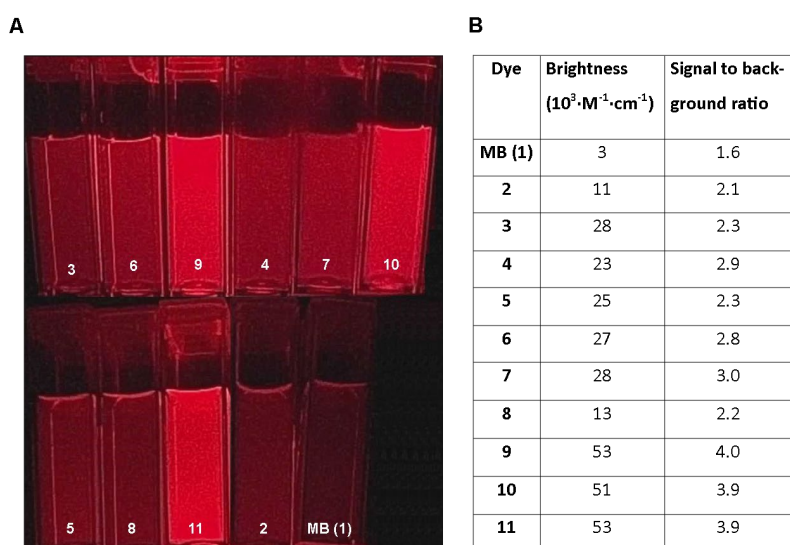 A
3 6 9 4 7 10
5 8 11 2 MB (1)
B
Dye Brightness Signal to back-
(10³·M⁻¹·cm⁻¹) ground ratio
MB (1) 3 1.6
2 11 2.1
3 28 2.3
4 23 2.9
5 25 2.3
6 27 2.8
7 28 3.0
8 13 2.2
9 53 4.0
10 51 3.9
11 53 3.9